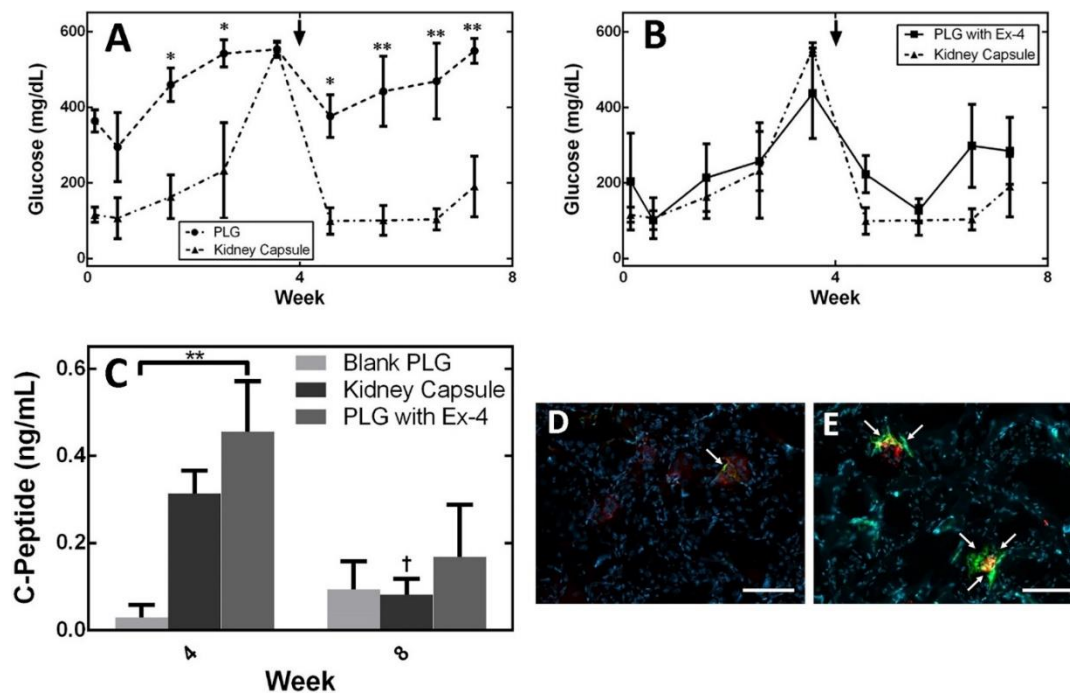 A
Glucose (mg/dL)
600
400
200
0
* * * ** ** **
PLG
Kidney Capsule
0 4 8
Week
B
Glucose (mg/dL)
600
400
200
0
PLG with Ex-4
Kidney Capsule
0 4 8
Week
C
C-Peptide (ng/mL)
0.6
0.4
0.2
0.0
**
†
Blank PLG
Kidney Capsule
PLG with Ex-4
4 8
Week
D
E